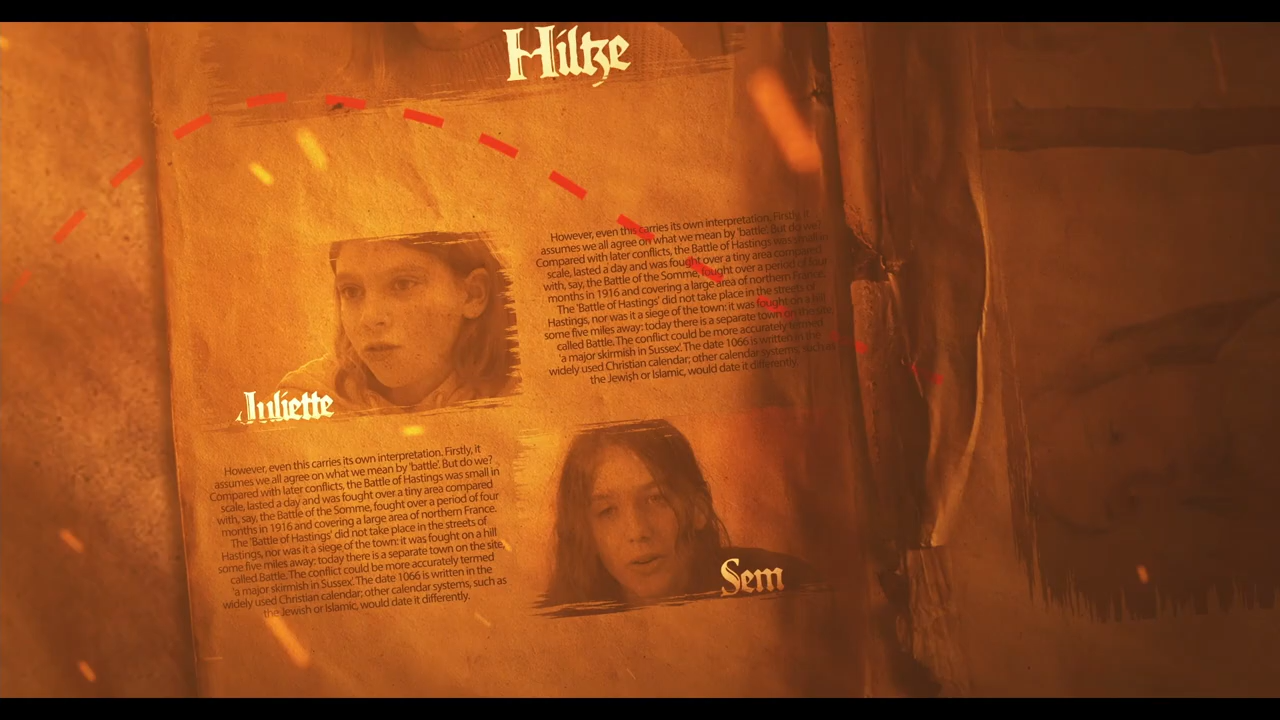 Hiltze
However, even this carries its own interpretation. Firstly, it
assumes we all agree on what we mean by 'battle'. But do we?
Compared with later conflicts, the Battle of Hastings was small in
scale, lasted a day and was fought over a tiny area compared
with, say, the Battle of the Somme, fought over a period of four
months in 1916 and covering a large area of northern France.
The 'Battle of Hastings' did not take place in the streets of
Hastings, nor was it a siege of the town: it was fought on a hill
some five miles away: today there is a separate town on the site,
called Battle. The conflict could be more accurately termed
'a major skirmish in Sussex'. The date 1066 is written in the
widely used Christian calendar; other calendar systems, such as
the Jewish or Islamic, would date it differently.
Juliette
However, even this carries its own interpretation. Firstly, it
assumes we all agree on what we mean by 'battle'. But do we?
Compared with later conflicts, the Battle of Hastings was small in
scale, lasted a day and was fought over a tiny area compared
with, say, the Battle of the Somme, fought over a period of four
months in 1916 and covering a large area of northern France.
The 'Battle of Hastings' did not take place in the streets of
Hastings, nor was it a siege of the town: it was fought on a hill
some five miles away: today there is a separate town on the site,
called Battle. The conflict could be more accurately termed
'a major skirmish in Sussex'. The date 1066 is written in the
widely used Christian calendar; other calendar systems, such as
the Jewish or Islamic, would date it differently.
Sem